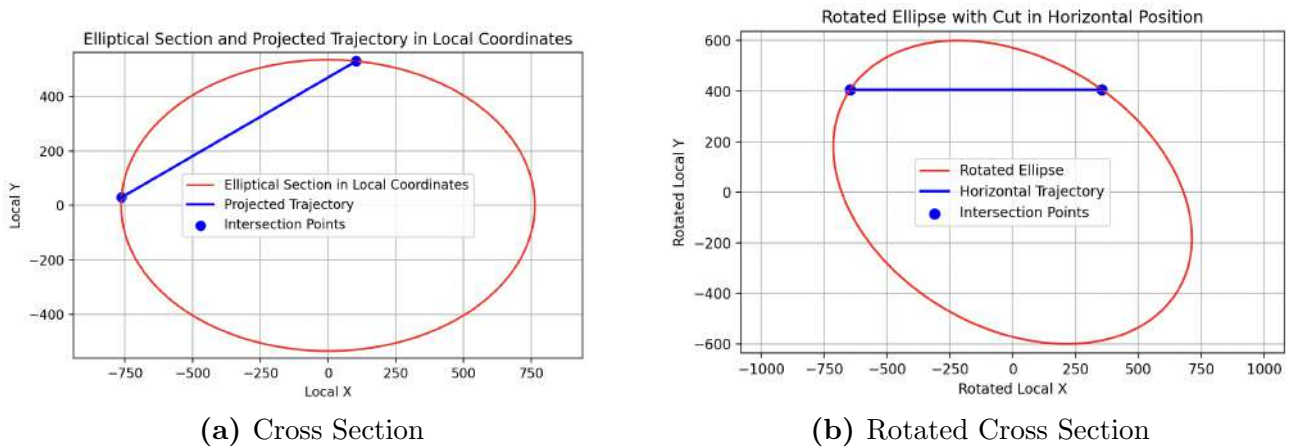 Elliptical Section and Projected Trajectory in Local Coordinates
400
200
0
−200
−400
Local Y
Elliptical Section in Local Coordinates
Projected Trajectory
Intersection Points
−750
−500
−250
0
250
500
750
Local X
(a) Cross Section
Rotated Ellipse with Cut in Horizontal Position
600
400
200
0
−200
−400
−600
Rotated Local Y
Rotated Ellipse
Horizontal Trajectory
Intersection Points
−1000
−750
−500
−250
0
250
500
750
1000
Rotated Local X
(b) Rotated Cross Section